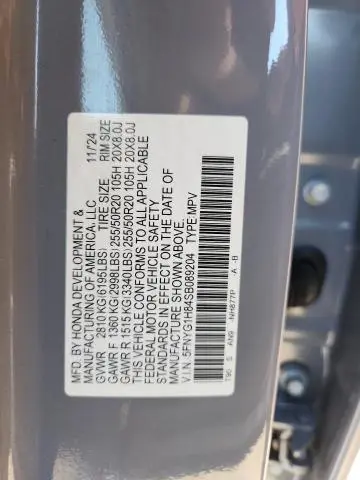 MFD. BY HONDA DEVELOPMENT & 11/24
MANUFACTURING OF AMERICA, LLC
GVWR 2810 KG(6195LBS) TIRE SIZE RIM SIZE
GAWR F 1360 KG(2998LBS)255/50R20 105H 20X8.0J
GAWR R 1515 KG(3340LBS)255/50R20 105H 20X8.0J
THIS VEHICLE CONFORMS TO ALL APPLICABLE
FEDERAL MOTOR VEHICLE SAFETY
STANDARDS IN EFFECT ON THE DATE OF
MANUFACTURE SHOWN ABOVE.
V.I.N. 5FNYG1H84SB089204 TYPE: MPV
T90 S AN9 -NH877P -A -B